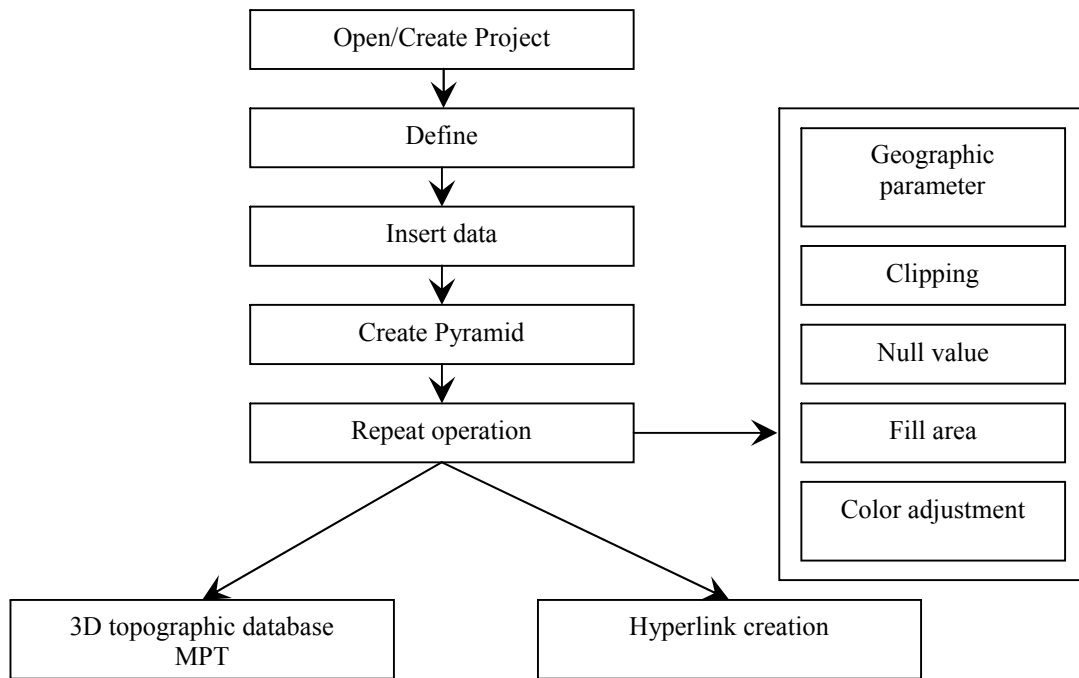 Open/Create Project
Define
Insert data
Create Pyramid
Repeat operation
Geographic
parameter
Clipping
Null value
Fill area
Color adjustment
3D topographic database
MPT
Hyperlink creation